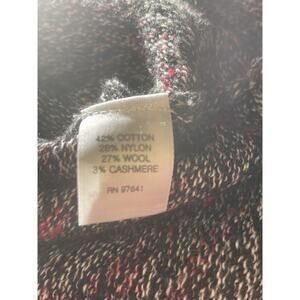 42% COTTON
28% NYLON
27% WOOL
3% CASHMERE
RN 97641